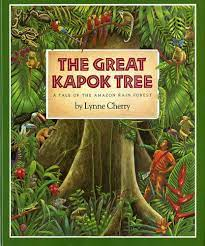 THE GREAT
KAPOK TREE
A TALE OF THE AMAZON RAIN FOREST
by Lynne Cherry